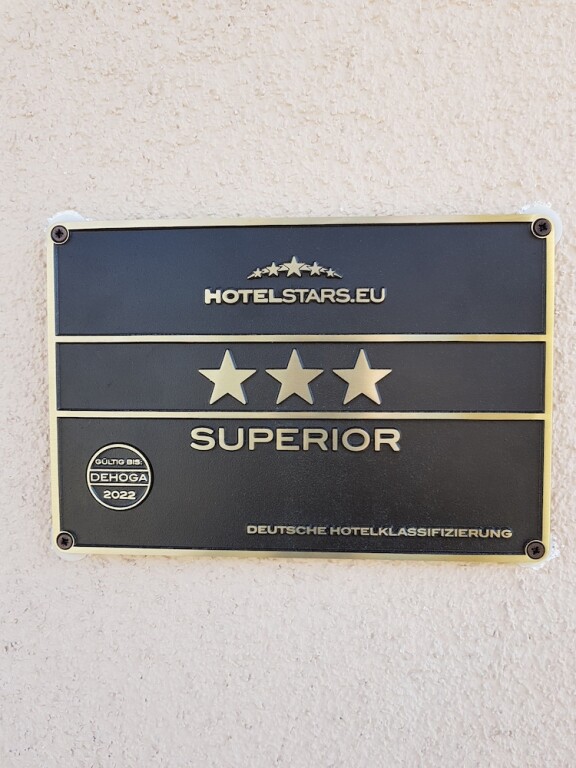 HOTELSTARS.EU
SUPERIOR
GÜLTIG BIS:
DEHOGA
2022
DEUTSCHE HOTELKLASSIFIZIERUNG